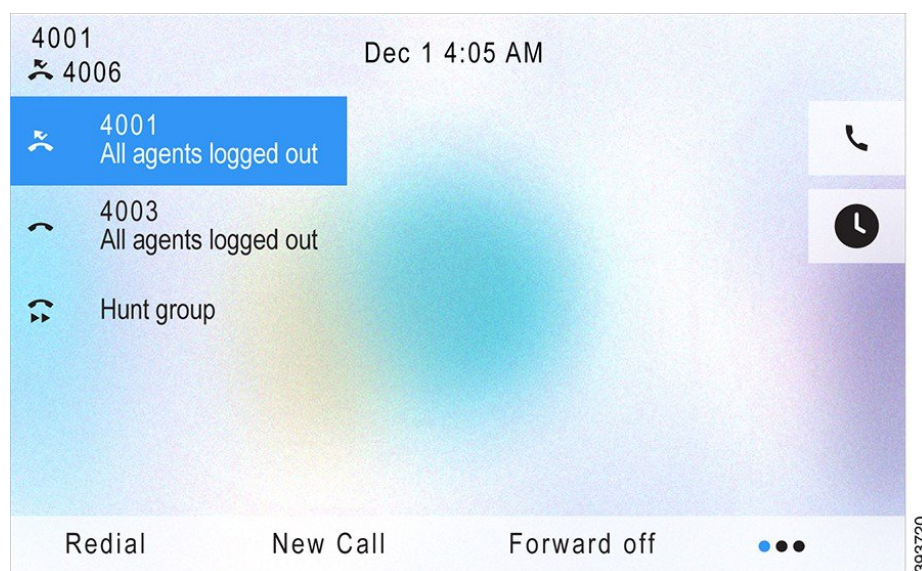 4001
4006
Dec 1 4:05 AM
4001
All agents logged out
4003
All agents logged out
Hunt group
Redial
New Call
Forward off